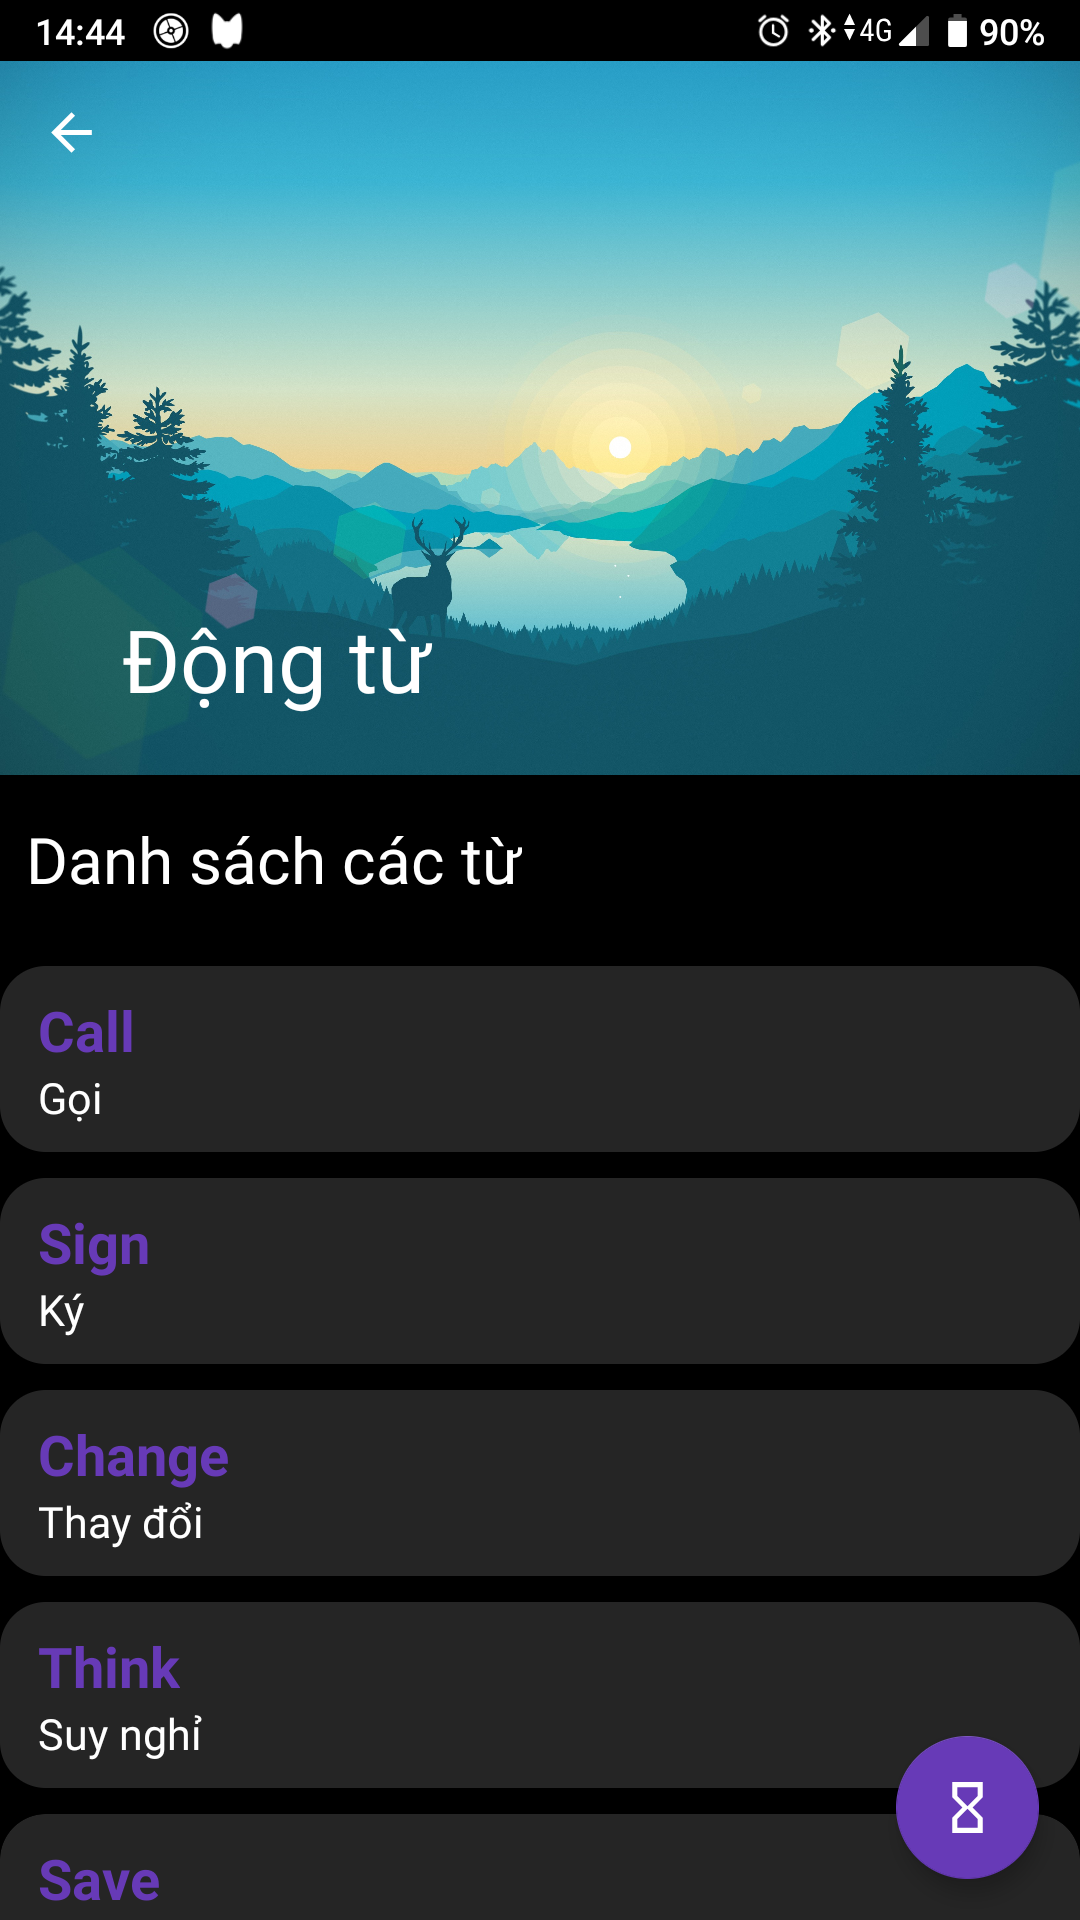 14:44 4G 90%
Động từ
Danh sách các từ
Call
Gọi
Sign
Ký
Change
Thay đổi
Think
Suy nghỉ
Save